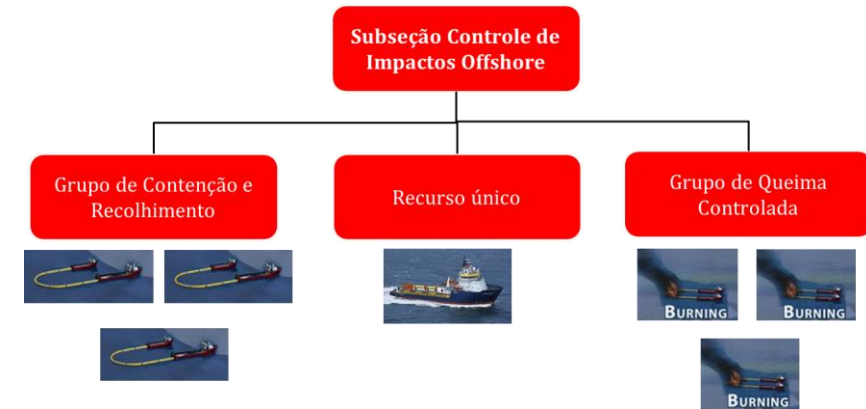 Subseção Controle de
Impactos Offshore
Grupo de Contenção e
Recolhimento
Recurso único
Grupo de Queima
Controlada
BURNING
BURNING
BURNING